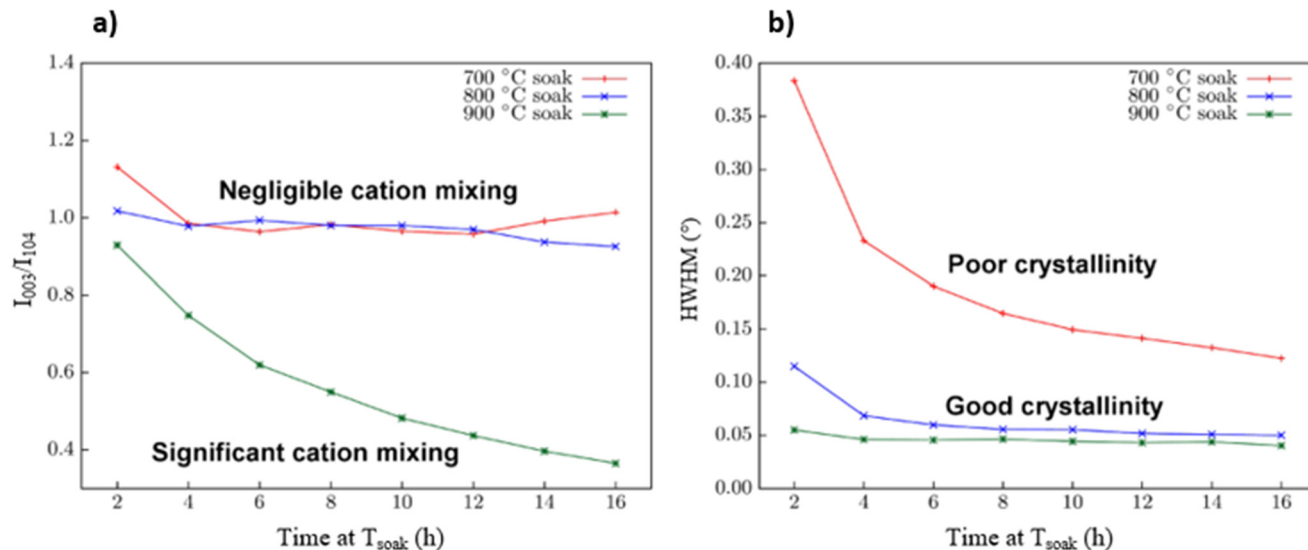 a)
1.4
1.2
1.0
0.8
0.6
0.4
I003/I104
700 °C soak
800 °C soak
900 °C soak
Negligible cation mixing
Significant cation mixing
2 4 6 8 10 12 14 16
Time at Tsoak (h)
b)
0.40
0.35
0.30
0.25
0.20
0.15
0.10
0.05
0.00
HWHM (°)
700 °C soak
800 °C soak
900 °C soak
Poor crystallinity
Good crystallinity
2 4 6 8 10 12 14 16
Time at Tsoak (h)